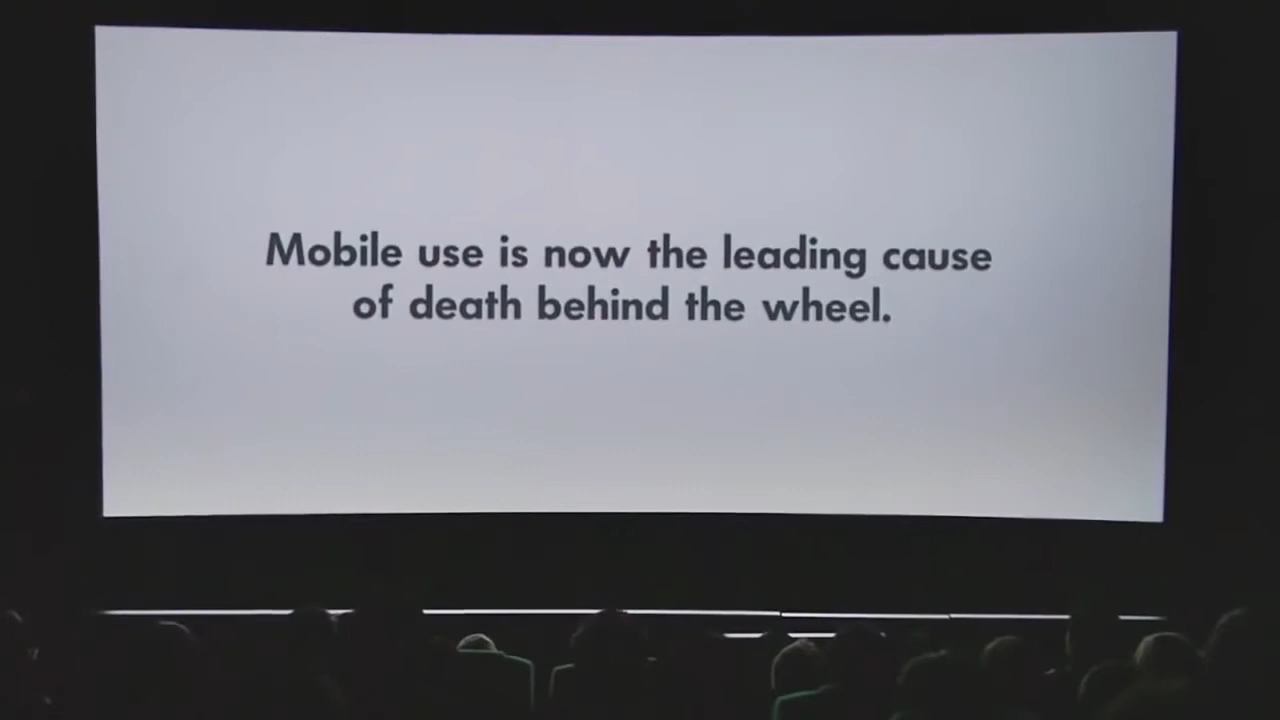 Mobile use is now the leading cause
of death behind the wheel.